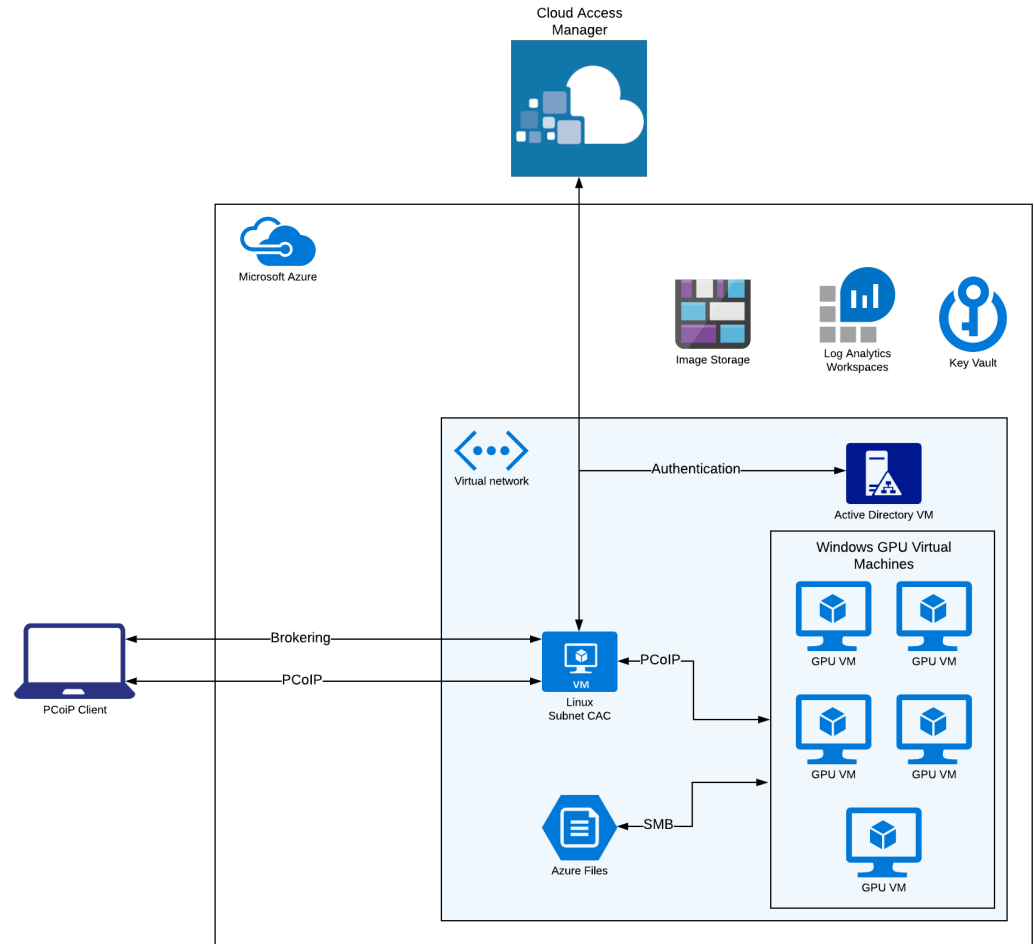 Cloud Access
Manager
Microsoft Azure
Image Storage
Log Analytics
Workspaces
Key Vault
Virtual network
Authentication
Active Directory VM
Windows GPU Virtual
Machines
GPU VM
GPU VM
Brokering
PCoIP
PCoiP Client
VM
Linux
Subnet CAC
PCoIP
GPU VM
GPU VM
SMB
Azure Files
GPU VM